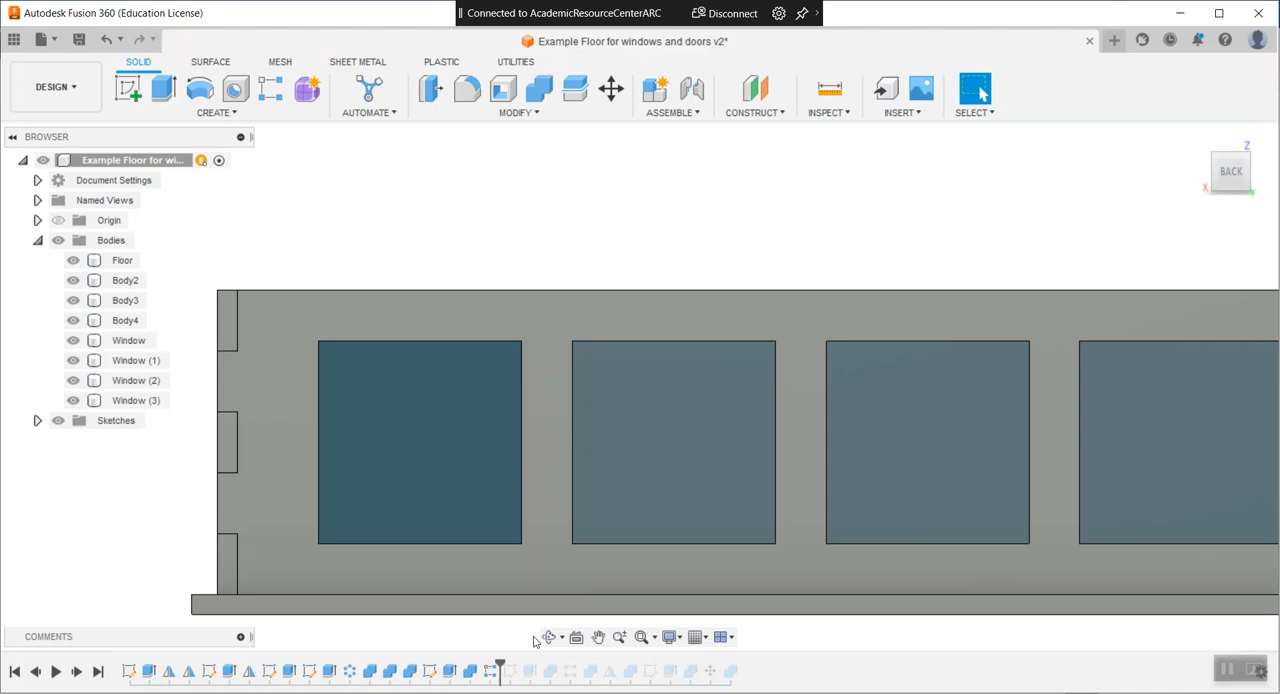 Autodesk Fusion 360 (Education License)
Connected to AcademicResourceCenterARC
Disconnect
Example Floor for windows and doors v2*
DESIGN
SOLID
SURFACE
MESH
SHEET METAL
PLASTIC
UTILITIES
CREATE
AUTOMATE
MODIFY
ASSEMBLE
CONSTRUCT
INSPECT
INSERT
SELECT
BROWSER
Example Floor for wi...
Document Settings
Named Views
Origin
Bodies
Floor
Body2
Body3
Body4
Window
Window (1)
Window (2)
Window (3)
Sketches
Z
BACK
X
Y
COMMENTS